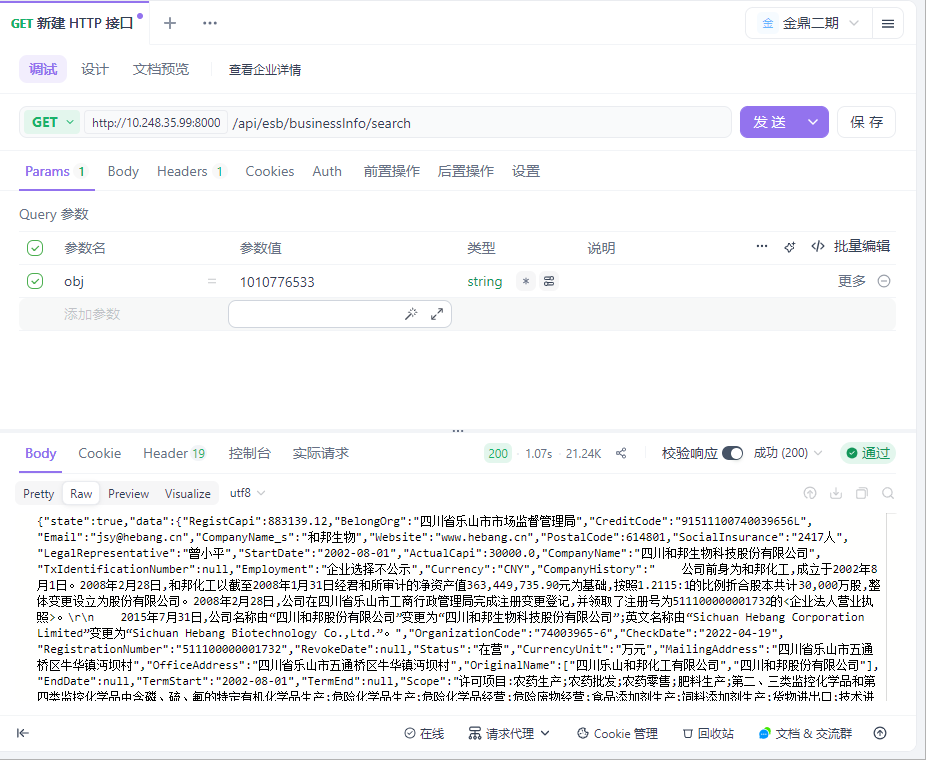 GET 新建 HTTP 接口 金鼎二期
调试 设计 文档预览 查看企业详情
GET http://10.248.35.99:8000 /api/esb/businessInfo/search 发 送 保 存
Params 1 Body Headers 1 Cookies Auth 前置操作 后置操作 设置
Query 参数
参数名 参数值 类型 说明 批量编辑
obj = 1010776533 string * 更多
添加参数
Body Cookie Header 19 控制台 实际请求 200 1.07s 21.24K 校验响应 成功 (200) 通过
Pretty Raw Preview Visualize utf8
{"state":true,"data":{"RegistCapi":883139.12,"BelongOrg":"四川省乐山市市场监督管理局","CreditCode":"91511100740039656L",
"Email":"jsy@hebang.cn","CompanyName_s":"和邦生物","Website":"www.hebang.cn","PostalCode":614801,"SocialInsurance":"2417人",
"LegalRepresentative":"曾小平","StartDate":"2002-08-01","ActualCapi":30000.0,"CompanyName":"四川和邦生物科技股份有限公司",
"TxIdentificationNumber":null,"Employment":"企业选择不公示","Currency":"CNY","CompanyHistory":" 公司前身为和邦化工,成立于2002年8
月1日。2008年2月28日,和邦化工以截至2008年1月31日经君和所审计的净资产值363,449,735.90元为基础,按照1.2115:1的比例折合股本共计30,000万股,整
体变更设立为股份有限公司。2008年2月28日,公司在四川省乐山市工商行政管理局完成注册变更登记,并领取了注册号为511100000001732的<企业法人营业执
照>。\r\n 2015年7月31日,公司名称由“四川和邦股份有限公司”变更为“四川和邦生物科技股份有限公司”;英文名称由“Sichuan Hebang Corporation
Limited”变更为“Sichuan Hebang Biotechnology Co.,Ltd.”。","OrganizationCode":"74003965-6","CheckDate":"2022-04-19",
"RegistrationNumber":"511100000001732","RevokeDate":null,"Status":"在营","CurrencyUnit":"万元","MailingAddress":"四川省乐山市五通
桥区牛华镇沔坝村","OfficeAddress":"四川省乐山市五通桥区牛华镇沔坝村","OriginalName":["四川乐山和邦化工有限公司","四川和邦股份有限公司"],
"EndDate":null,"TermStart":"2002-08-01","TermEnd":null,"Scope":"许可项目:农药生产;农药批发;农药零售;肥料生产;第二、三类监控化学品和第
四类监控化学品中含磷、硫、氟的特定有机化学品生产;危险化学品生产;危险化学品经营;危险废物经营;食品添加剂生产;饲料添加剂生产;货物进出口;技术进
在线 请求代理 Cookie 管理 回收站 文档 & 交流群